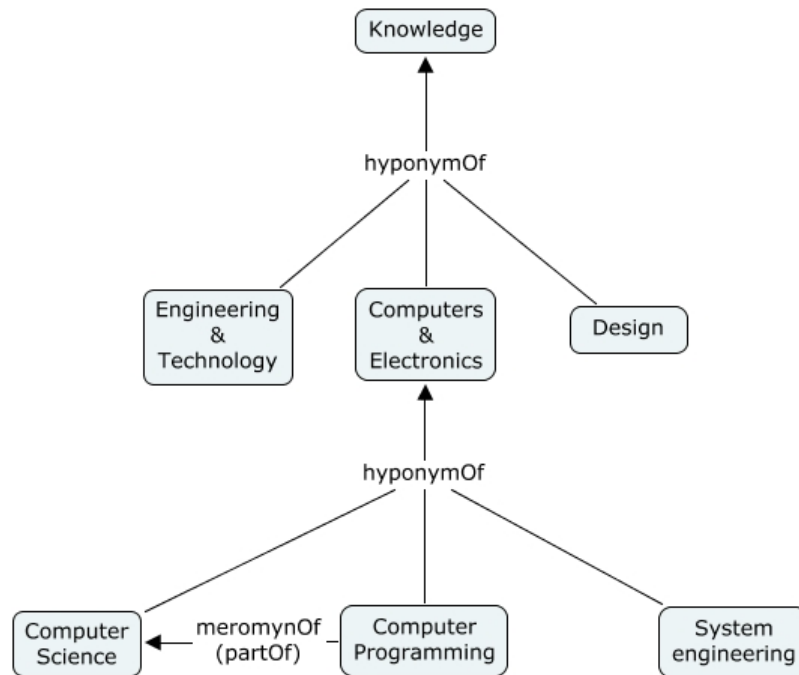 Knowledge
hyponymOf
Engineering
&
Technology
Computers
&
Electronics
Design
hyponymOf
Computer
Science
meromynOf
(partOf)
Computer
Programming
System
engineering